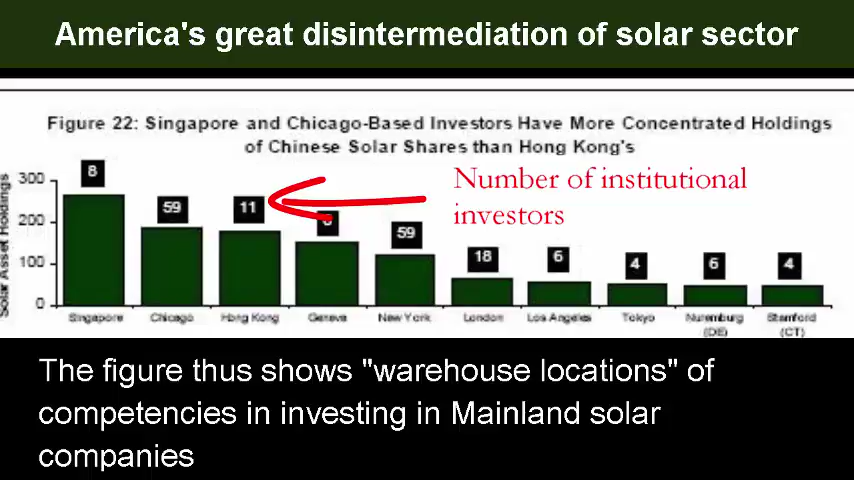 America's great disintermediation of solar sector
Figure 22: Singapore and Chicago-Based Investors Have More Concentrated Holdings
of Chinese Solar Shares than Hong Kong's
Number of institutional
investors
Solar Asset Holdings
300
200
100
0
8
59
11
59
18
6
4
6
4
Singapore
Chicago
Hong Kong
Geneva
New York
London
Los Angeles
Tokyo
Nuremburg
(DE)
Stamford
(CT)
The figure thus shows "warehouse locations" of
competencies in investing in Mainland solar
companies